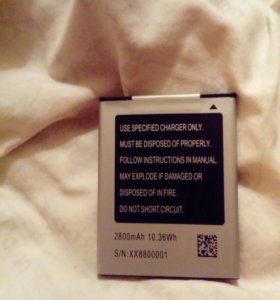 USE SPECIFIED CHARGER ONLY.
MUST BE DISPOSED OF PROPERLY.
FOLLOW INSTRUCTIONS IN MANUAL.
MAY EXPLODE IF DAMAGED OR
DISPOSED OF IN FIRE.
DO NOT SHORT CIRCUIT.
2800mAh 10.36Wh
S/N.XX8800001